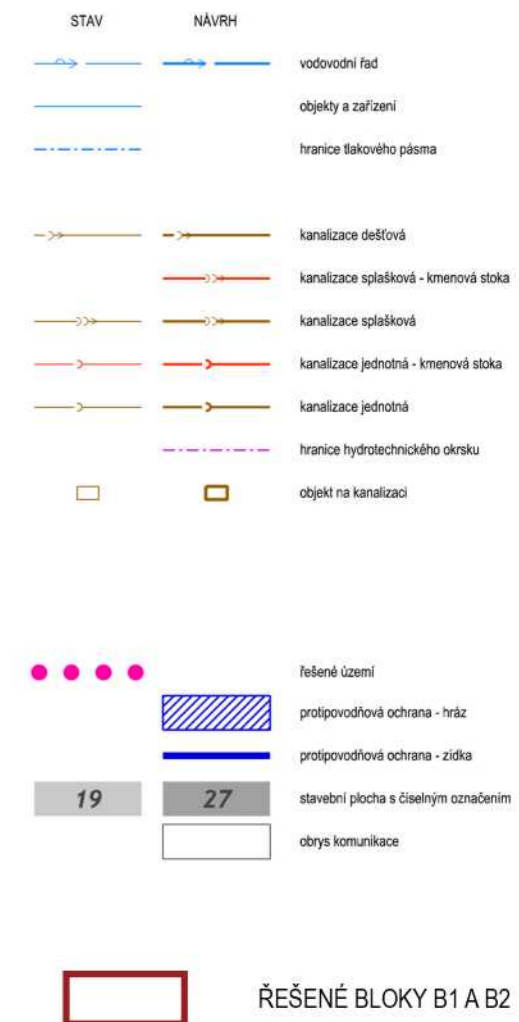 STAV NÁVRH
vodovodní řad
objekty a zařízení
hranice tlakového pásma
kanalizace dešťová
kanalizace splašková - kmenová stoka
kanalizace splašková
kanalizace jednotná - kmenová stoka
kanalizace jednotná
hranice hydrotechnického okrsku
objekt na kanalizaci
řešené území
protipovodňová ochrana - hráz
protipovodňová ochrana - zídka
19 27 stavební plocha s číselným označením
obrys komunikace
ŘEŠENÉ BLOKY B1 A B2